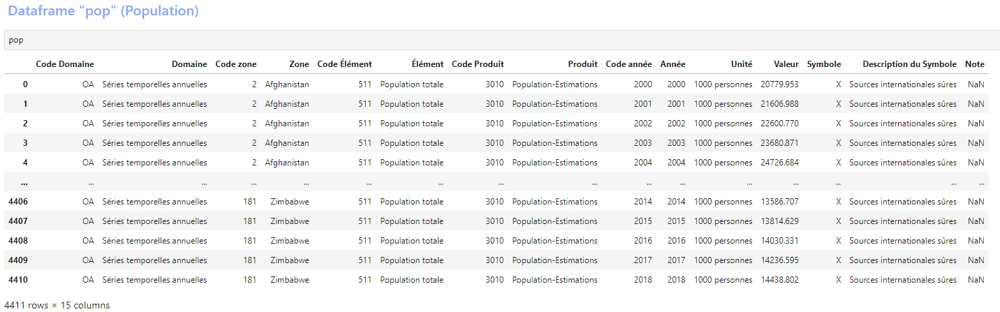 Dataframe "pop" (Population)
pop
Code Domaine Domaine Code zone Zone Code Élément Élément Code Produit Produit Code année Année Unité Valeur Symbole Description du Symbole Note
0 OA Séries temporelles annuelles 2 Afghanistan 511 Population totale 3010 Population-Estimations 2000 2000 1000 personnes 20779.953 X Sources internationales sûres NaN
1 OA Séries temporelles annuelles 2 Afghanistan 511 Population totale 3010 Population-Estimations 2001 2001 1000 personnes 21606.988 X Sources internationales sûres NaN
2 OA Séries temporelles annuelles 2 Afghanistan 511 Population totale 3010 Population-Estimations 2002 2002 1000 personnes 22600.770 X Sources internationales sûres NaN
3 OA Séries temporelles annuelles 2 Afghanistan 511 Population totale 3010 Population-Estimations 2003 2003 1000 personnes 23680.871 X Sources internationales sûres NaN
4 OA Séries temporelles annuelles 2 Afghanistan 511 Population totale 3010 Population-Estimations 2004 2004 1000 personnes 24726.684 X Sources internationales sûres NaN
... ... ... ... ... ... ... ... ... ... ... ... ... ... ... ...
4406 OA Séries temporelles annuelles 181 Zimbabwe 511 Population totale 3010 Population-Estimations 2014 2014 1000 personnes 13586.707 X Sources internationales sûres NaN
4407 OA Séries temporelles annuelles 181 Zimbabwe 511 Population totale 3010 Population-Estimations 2015 2015 1000 personnes 13814.629 X Sources internationales sûres NaN
4408 OA Séries temporelles annuelles 181 Zimbabwe 511 Population totale 3010 Population-Estimations 2016 2016 1000 personnes 14030.331 X Sources internationales sûres NaN
4409 OA Séries temporelles annuelles 181 Zimbabwe 511 Population totale 3010 Population-Estimations 2017 2017 1000 personnes 14236.595 X Sources internationales sûres NaN
4410 OA Séries temporelles annuelles 181 Zimbabwe 511 Population totale 3010 Population-Estimations 2018 2018 1000 personnes 14438.802 X Sources internationales sûres NaN
4411 rows × 15 columns